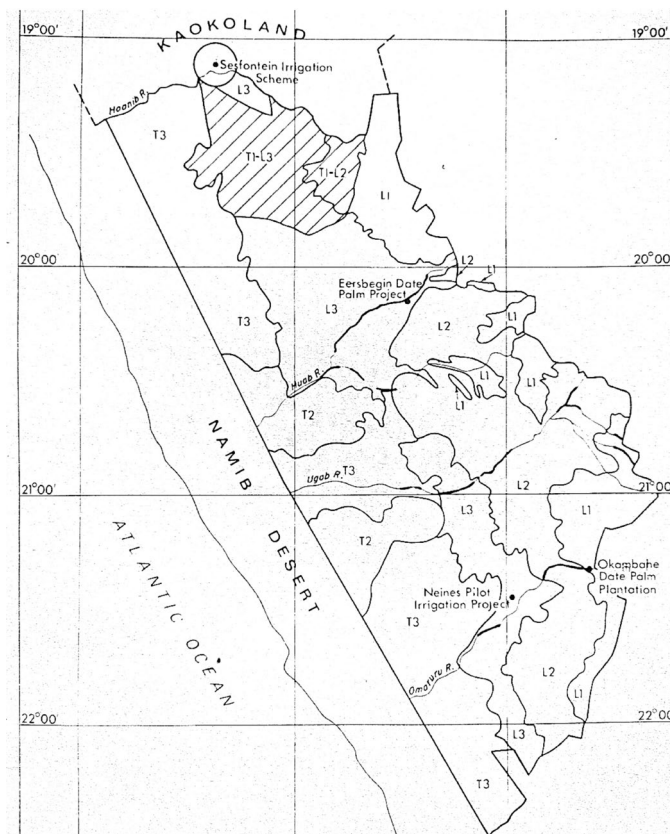 19°00'
19°00'
KAOKOLAND
Sesfontein Irrigation
Scheme
Hoanib R.
L3
T3
T1-L3
T1-L2
L1
20°00'
20°00'
L2
L1
Eersbegin Date
Palm Project
L3
L2
L1
T3
Huab R.
L1
L1
L1
T2
NAMIB
DESERT
Ugab R.
T3
21°00'
21°00'
L2
L3
L1
T2
ATLANTIC OCEAN
Okambahe
Date Palm
Plantation
Neines Pilot
Irrigation Project
T3
Omaruru R.
L2
L1
22°00'
22°00'
L3
T3